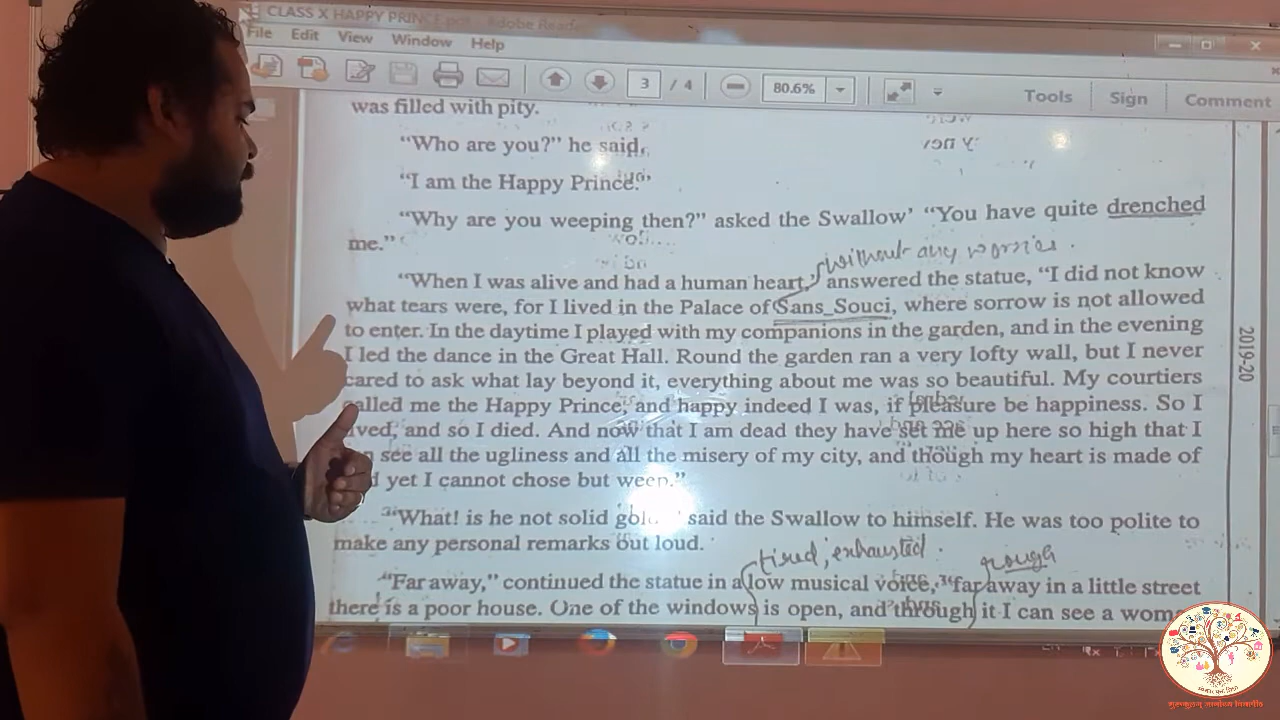 CLASS X HAPPY PRINCE.pdf - Adobe Reader
File Edit View Window Help
3 / 4 80.6% Tools Sign Comment
was filled with pity.
“Who are you?” he said,
“I am the Happy Prince.”
“Why are you weeping then?” asked the Swallow’ “You have quite drenched
me.”
without any worries.
“When I was alive and had a human heart,” answered the statue, “I did not know
what tears were, for I lived in the Palace of Sans_Souci, where sorrow is not allowed
to enter. In the daytime I played with my companions in the garden, and in the evening
I led the dance in the Great Hall. Round the garden ran a very lofty wall, but I never
cared to ask what lay beyond it, everything about me was so beautiful. My courtiers
called me the Happy Prince, and happy indeed I was, if pleasure be happiness. So I
ived, and so I died. And now that I am dead they have set me up here so high that I
see all the ugliness and all the misery of my city, and though my heart is made of
yet I cannot chose but weep.”
“What! is he not solid gol said the Swallow to himself. He was too polite to
make any personal remarks out loud.
tired, exhausted. rough
“Far away,” continued the statue in a low musical voice, “far away in a little street
there is a poor house. One of the windows is open, and through it I can see a wom
2019-20